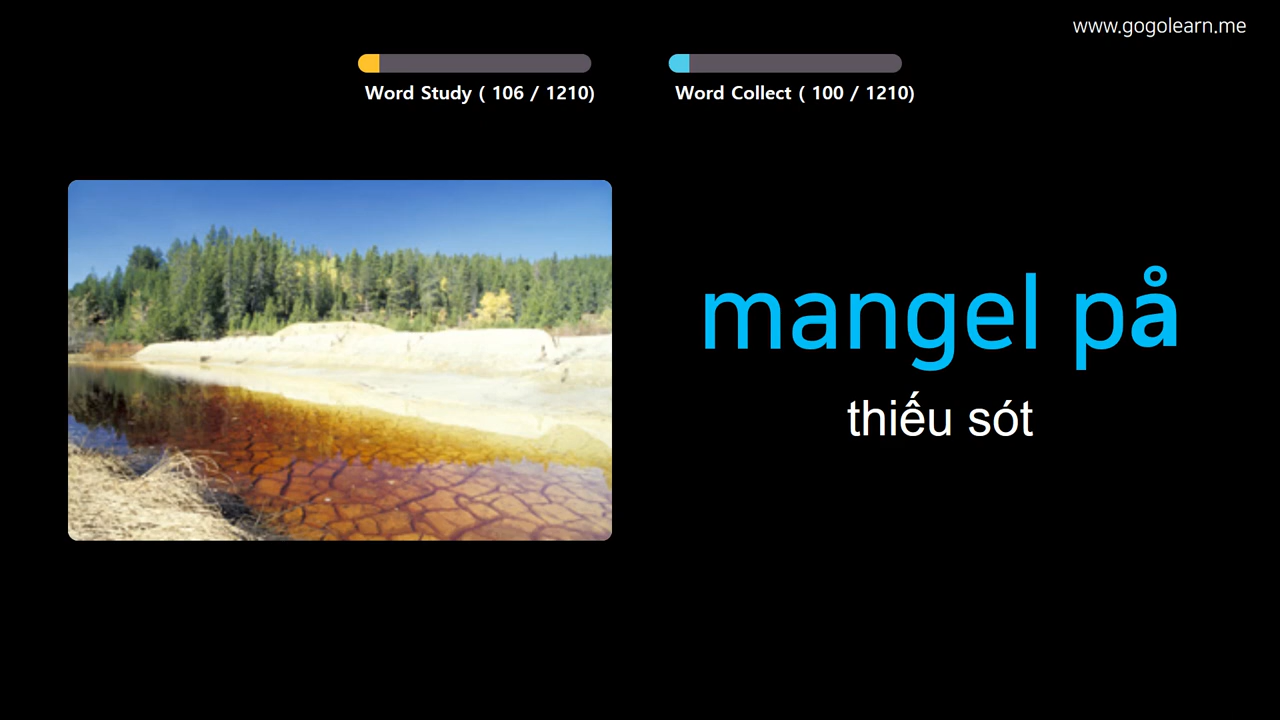 www.gogolearn.me
Word Study ( 106 / 1210)
Word Collect ( 100 / 1210)
mangel på
thiếu sót